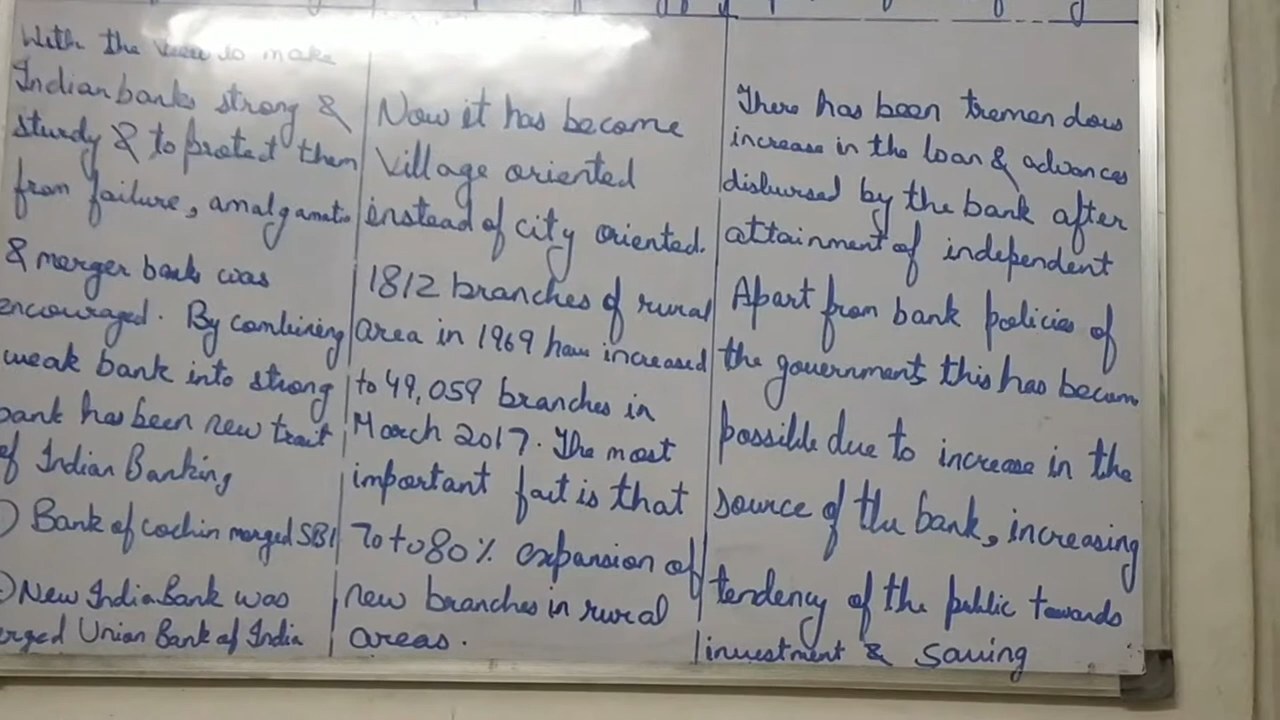 With the view to make
Indian banks strong &
sturdy & to protect them
from failure, amalgamatio
& merger bank was
encouraged. By combining
weak bank into strong
bank has been new trait
of Indian Banking
) Bank of cochin merged SBI
) New India Bank was
erged Union Bank of India
Now it has become
Village oriented
instead of city oriented.
1812 branches of rural
area in 1969 have increased
to 49,059 branches in
March 2017. The most
important fact is that
70 to 80% expansion of
new branches in rural
areas.
There has been tremendous
increase in the loan & advances
disbursed by the bank after
attainment of independent
Apart from bank policies of
the governments this has becom
possible due to increase in the
source of the bank, increasing
tendency of the public towards
investment & saving